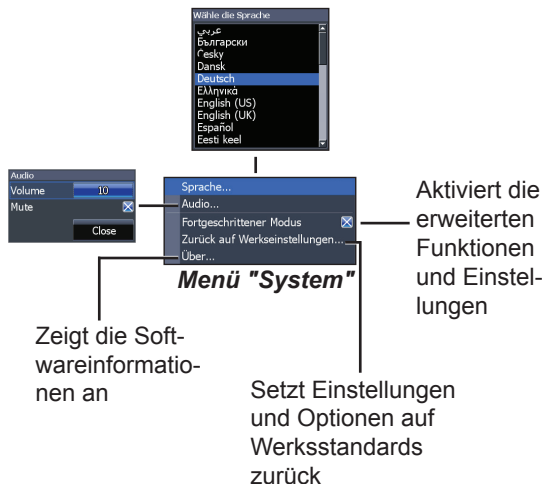 Wähle die Sprache
عربي
Български
Česky
Dansk
Deutsch
Ελληνικά
English (US)
English (UK)
Español
Eesti keel
Audio
Volume 10
Mute
Close
Sprache...
Audio...
Fortgeschrittener Modus
Zurück auf Werkseinstellungen...
Über...
Menü "System"
Aktiviert die
erweiterten
Funktionen
und Einstel-
lungen
Zeigt die Soft-
wareinformatio-
nen an
Setzt Einstellungen
und Optionen auf
Werksstandards
zurück